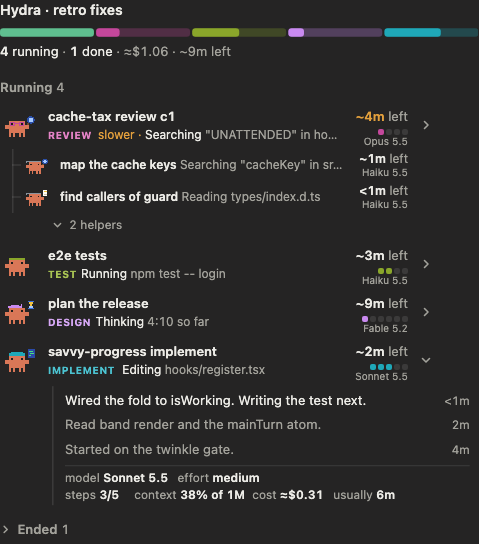 Hydra · retro fixes
4 running · 1 done · ≈$1.06 · ~9m left
Running 4
cache-tax review c1
~4m left
REVIEW slower · Searching "UNATTENDED" in ho...
Opus 5.5
map the cache keys Searching "cacheKey" in sr...
~1m left
Haiku 5.5
find callers of guard Reading types/index.d.ts
<1m left
Haiku 5.5
2 helpers
e2e tests
~3m left
TEST Running npm test -- login
Haiku 5.5
plan the release
~9m left
DESIGN Thinking 4:10 so far
Fable 5.2
savvy-progress implement
~2m left
IMPLEMENT Editing hooks/register.tsx
Sonnet 5.5
Wired the fold to isWorking. Writing the test next. <1m
Read band render and the mainTurn atom. 2m
Started on the twinkle gate. 4m
model Sonnet 5.5 effort medium
steps 3/5 context 38% of 1M cost ≈$0.31 usually 6m
Ended 1